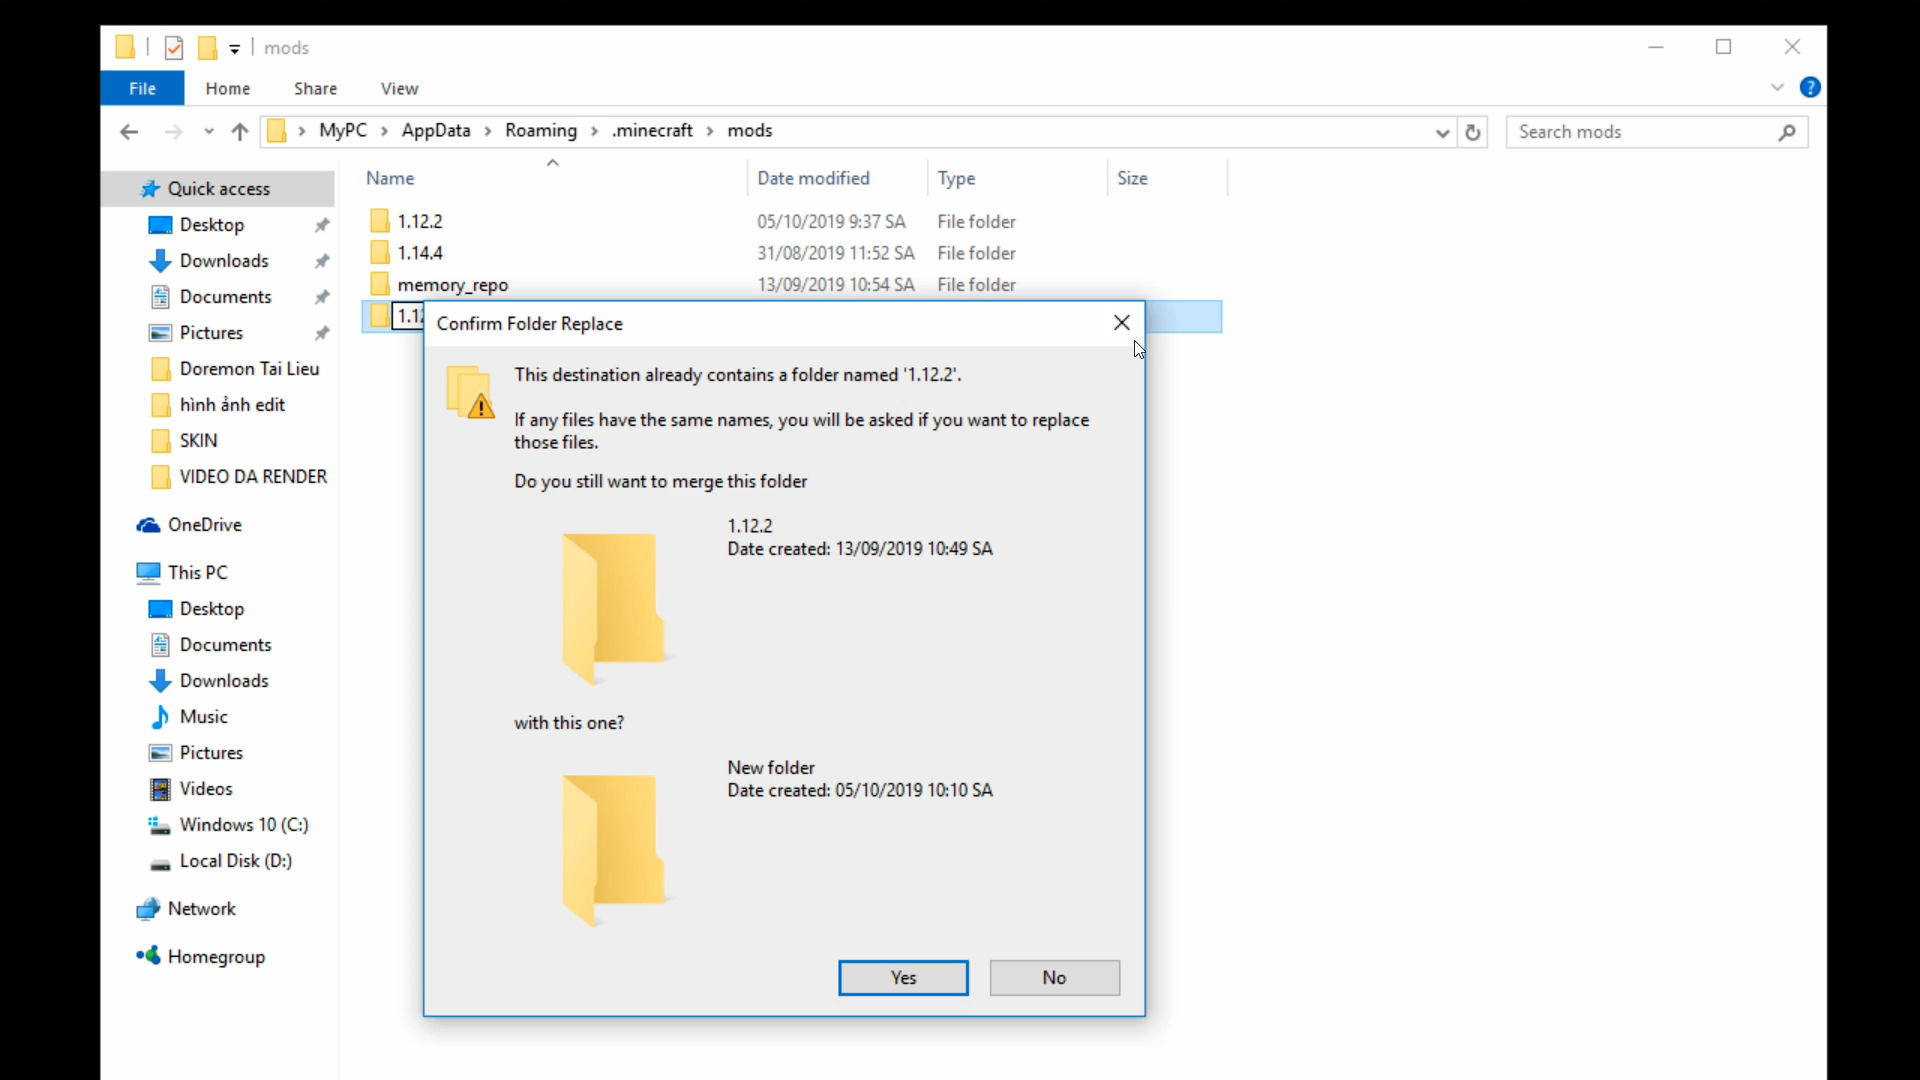 mods
File Home Share View
MyPC AppData Roaming .minecraft mods
Search mods
Name Date modified Type Size
Quick access
Desktop
Downloads
Documents
Pictures
Doremon Tai Lieu
hình ảnh edit
SKIN
VIDEO DA RENDER
OneDrive
This PC
Desktop
Documents
Downloads
Music
Pictures
Videos
Windows 10 (C:)
Local Disk (D:)
Network
Homegroup
1.12.2 05/10/2019 9:37 SA File folder
1.14.4 31/08/2019 11:52 SA File folder
memory_repo 13/09/2019 10:54 SA File folder
Confirm Folder Replace
This destination already contains a folder named '1.12.2'.
If any files have the same names, you will be asked if you want to replace
those files.
Do you still want to merge this folder
1.12.2
Date created: 13/09/2019 10:49 SA
with this one?
New folder
Date created: 05/10/2019 10:10 SA
Yes No